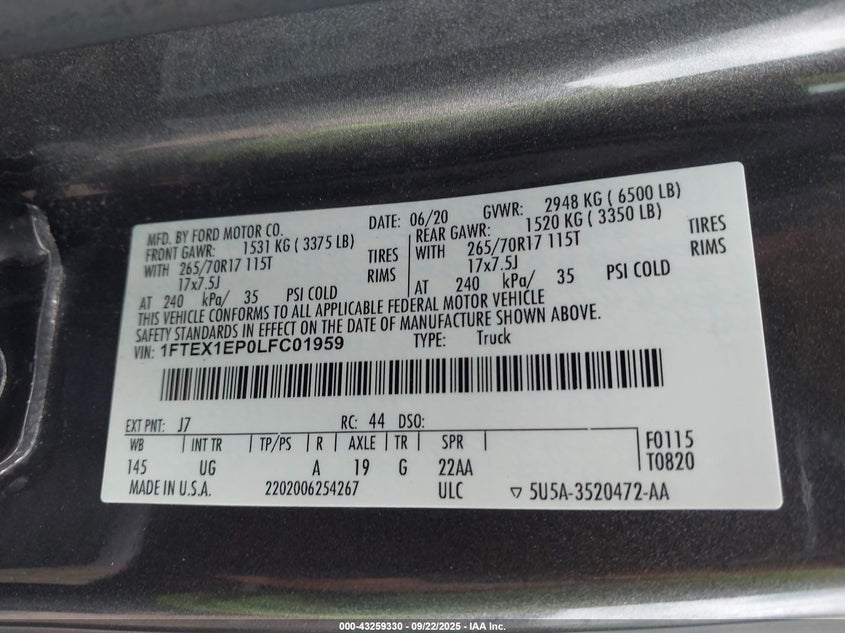 MFD. BY FORD MOTOR CO. DATE: 06/20 GVWR: 2948 KG ( 6500 LB)
FRONT GAWR: 1531 KG ( 3375 LB) REAR GAWR: 1520 KG ( 3350 LB)
WITH 265/70R17 115T TIRES WITH 265/70R17 115T TIRES
17x7.5J RIMS 17x7.5J RIMS
AT 240 kPa/ 35 PSI COLD AT 240 kPa/ 35 PSI COLD
THIS VEHICLE CONFORMS TO ALL APPLICABLE FEDERAL MOTOR VEHICLE
SAFETY STANDARDS IN EFFECT ON THE DATE OF MANUFACTURE SHOWN ABOVE.
VIN: 1FTEX1EP0LFC01959 TYPE: Truck
EXT PNT: J7 RC: 44 DSO:
WB INT TR TP/PS R AXLE TR SPR F0115
145 UG A 19 G 22AA T0820
MADE IN U.S.A. 2202006254267 ULC ▽ 5U5A-3520472-AA
000-43259330 - 09/22/2025 - IAA Inc.